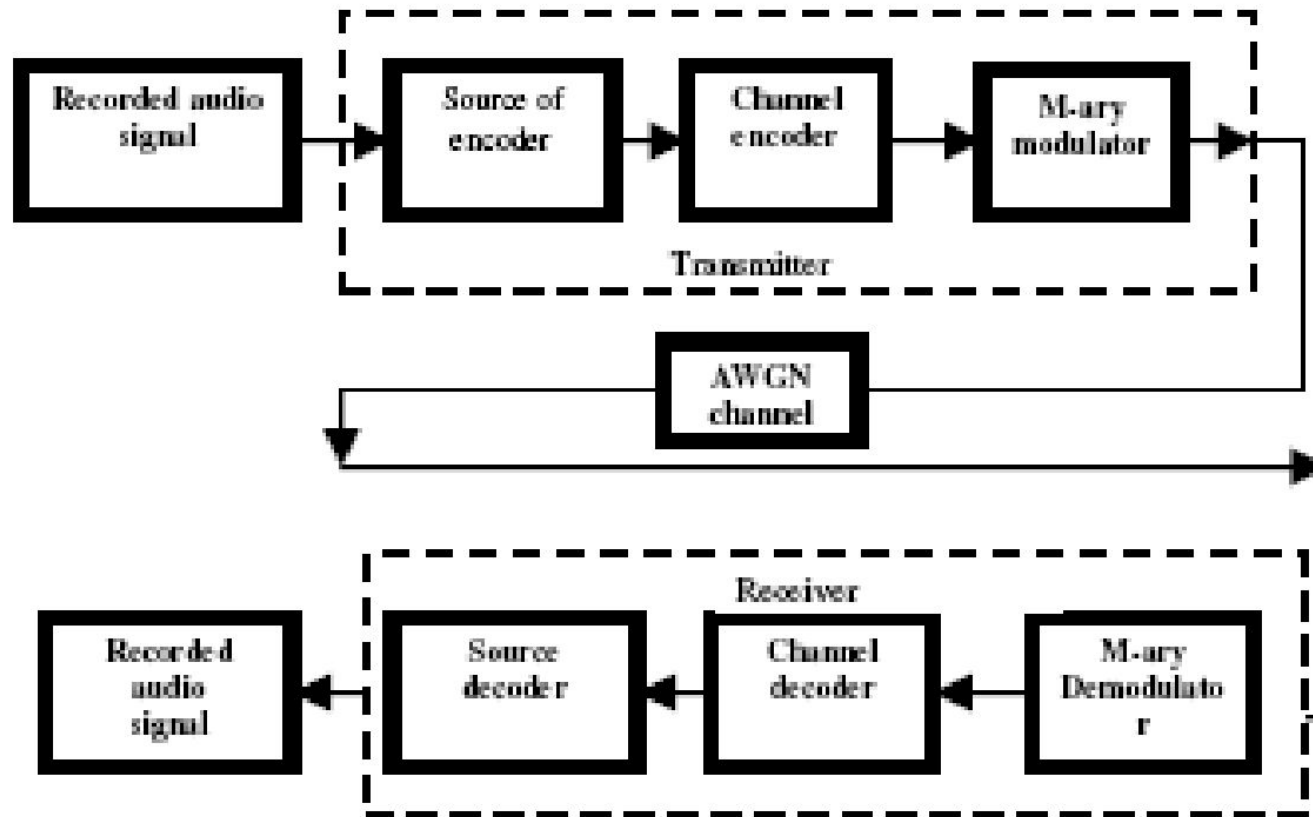 Recorded audio
signal
Source of
encoder
Channel
encoder
M-ary
modulator
Transmitter
AWGN
channel
Receiver
Recorded
audio
signal
Source
decoder
Channel
decoder
M-ary
Demodulato
r